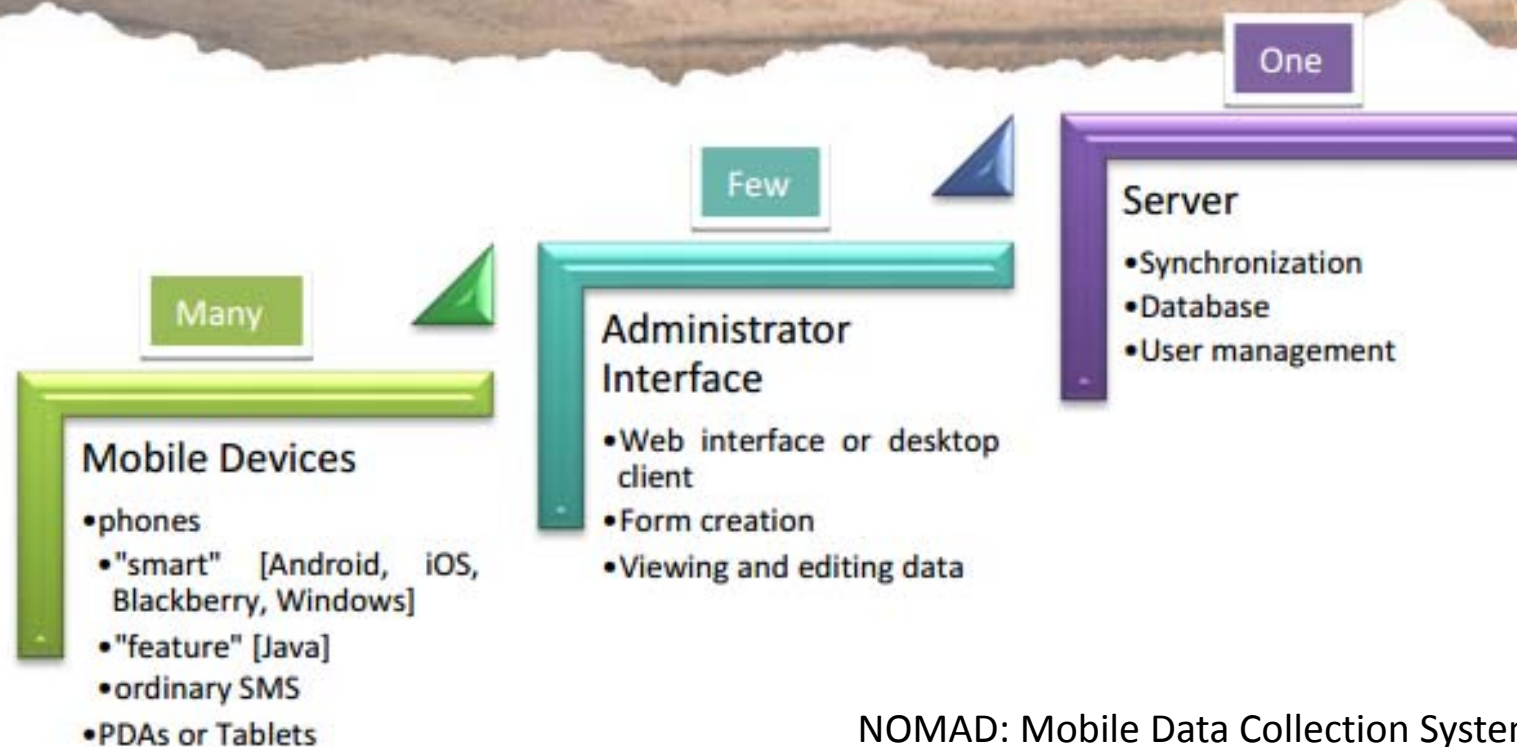 Many
Mobile Devices
•phones
•"smart" [Android, iOS,
Blackberry, Windows]
•"feature" [Java]
•ordinary SMS
•PDAs or Tablets
Few
Administrator
Interface
•Web interface or desktop
client
•Form creation
•Viewing and editing data
One
Server
•Synchronization
•Database
•User management
NOMAD: Mobile Data Collection System